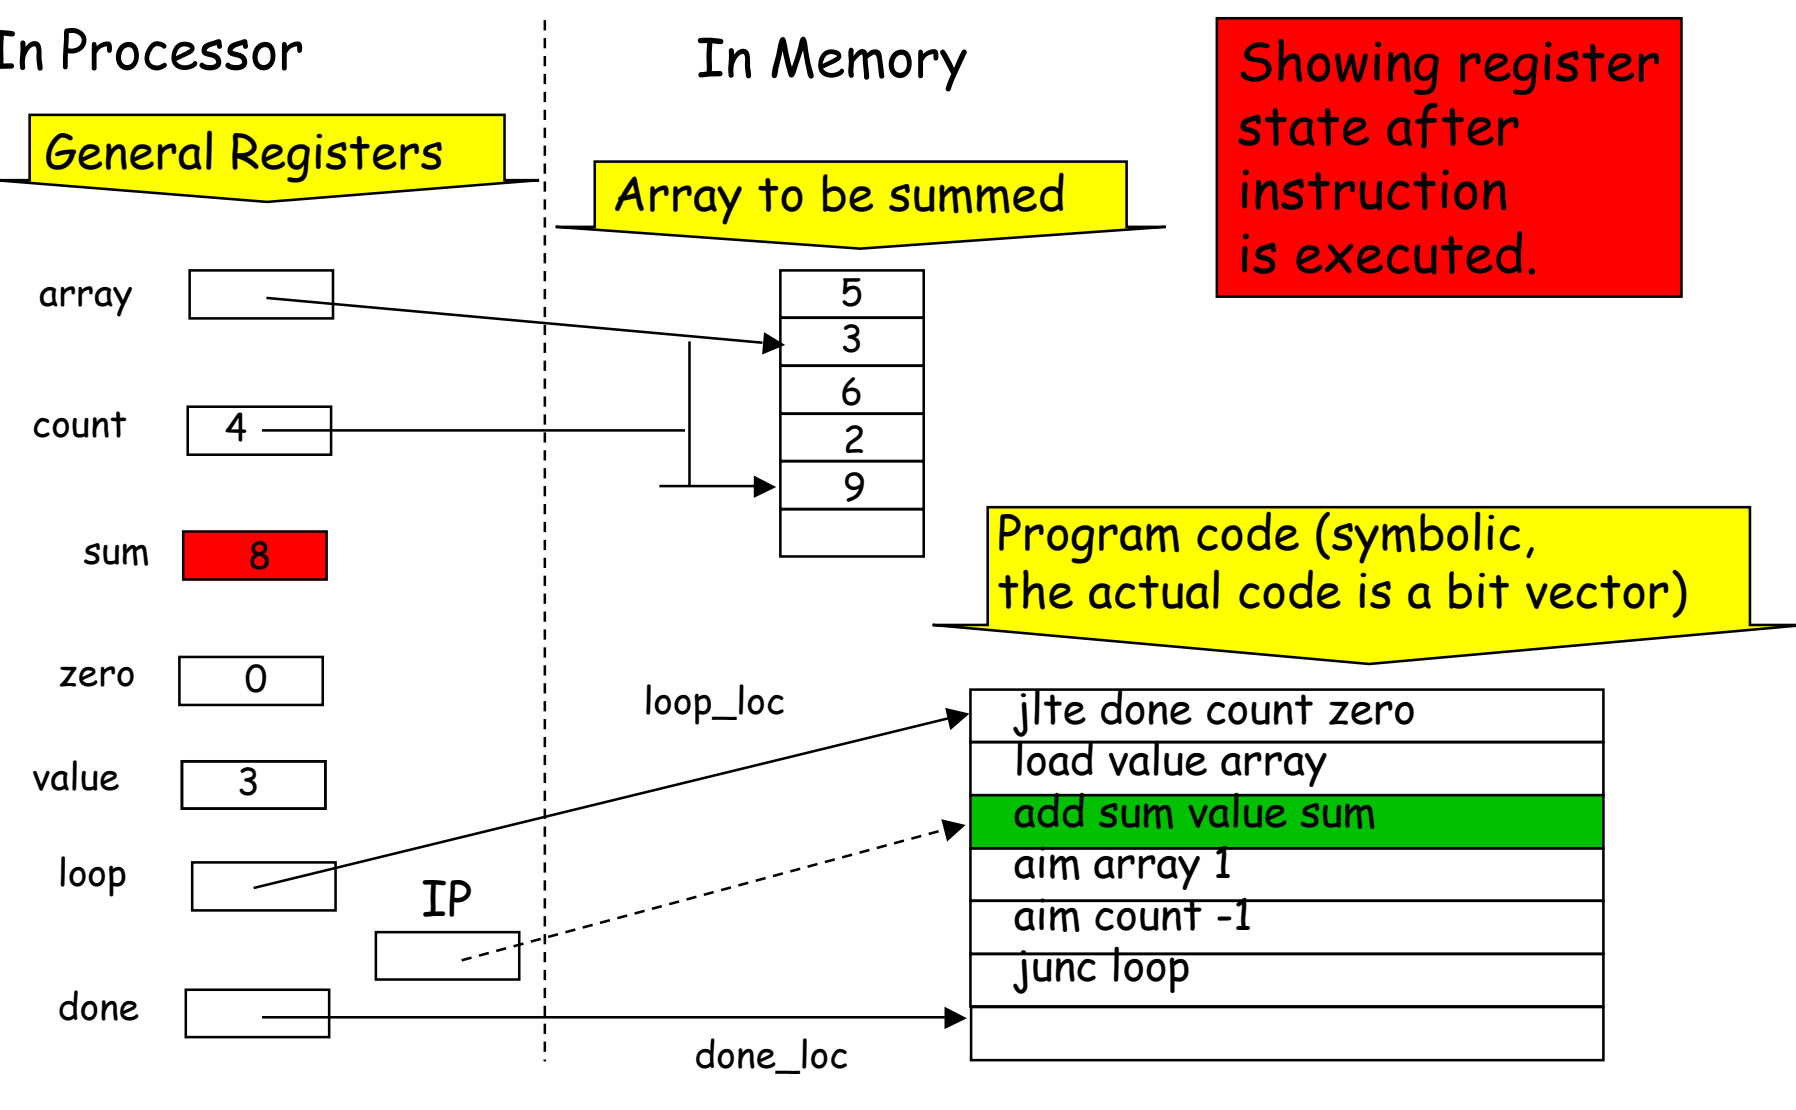 In Processor
In Memory
Showing register
state after
instruction
is executed.
General Registers
Array to be summed
array
5
3
6
2
9
count 4
sum 8
Program code (symbolic,
the actual code is a bit vector)
zero 0
value 3
loop
IP
done
loop_loc
done_loc
jlte done count zero
load value array
add sum value sum
aim array 1
aim count -1
junc loop